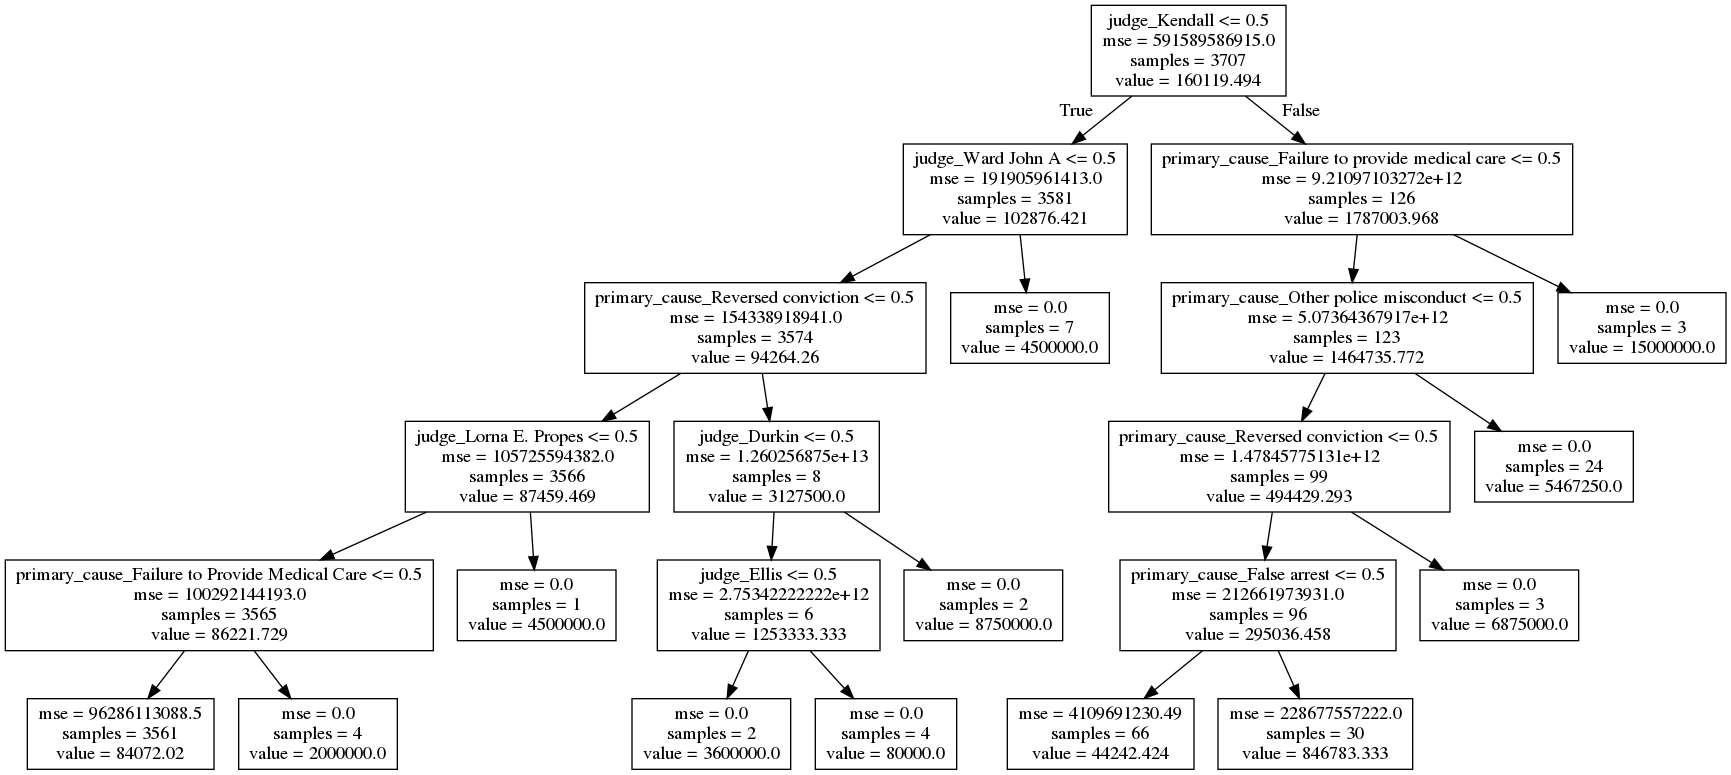 judge_Kendall <= 0.5
mse = 591589586915.0
samples = 3707
value = 160119.494
True
False
judge_Ward John A <= 0.5
mse = 191905961413.0
samples = 3581
value = 102876.421
primary_cause_Failure to provide medical care <= 0.5
mse = 9.21097103272e+12
samples = 126
value = 1787003.968
primary_cause_Reversed conviction <= 0.5
mse = 154338918941.0
samples = 3574
value = 94264.26
mse = 0.0
samples = 7
value = 4500000.0
primary_cause_Other police misconduct <= 0.5
mse = 5.07364367917e+12
samples = 123
value = 1464735.772
mse = 0.0
samples = 3
value = 15000000.0
judge_Lorna E. Propes <= 0.5
mse = 105725594382.0
samples = 3566
value = 87459.469
judge_Durkin <= 0.5
mse = 1.260256875e+13
samples = 8
value = 3127500.0
primary_cause_Reversed conviction <= 0.5
mse = 1.47845775131e+12
samples = 99
value = 494429.293
mse = 0.0
samples = 24
value = 5467250.0
primary_cause_Failure to Provide Medical Care <= 0.5
mse = 100292144193.0
samples = 3565
value = 86221.729
mse = 0.0
samples = 1
value = 4500000.0
judge_Ellis <= 0.5
mse = 2.75342222222e+12
samples = 6
value = 1253333.333
mse = 0.0
samples = 2
value = 8750000.0
primary_cause_False arrest <= 0.5
mse = 212661973931.0
samples = 96
value = 295036.458
mse = 0.0
samples = 3
value = 6875000.0
mse = 96286113088.5
samples = 3561
value = 84072.02
mse = 0.0
samples = 4
value = 2000000.0
mse = 0.0
samples = 2
value = 3600000.0
mse = 0.0
samples = 4
value = 80000.0
mse = 4109691230.49
samples = 66
value = 44242.424
mse = 228677557222.0
samples = 30
value = 846783.333